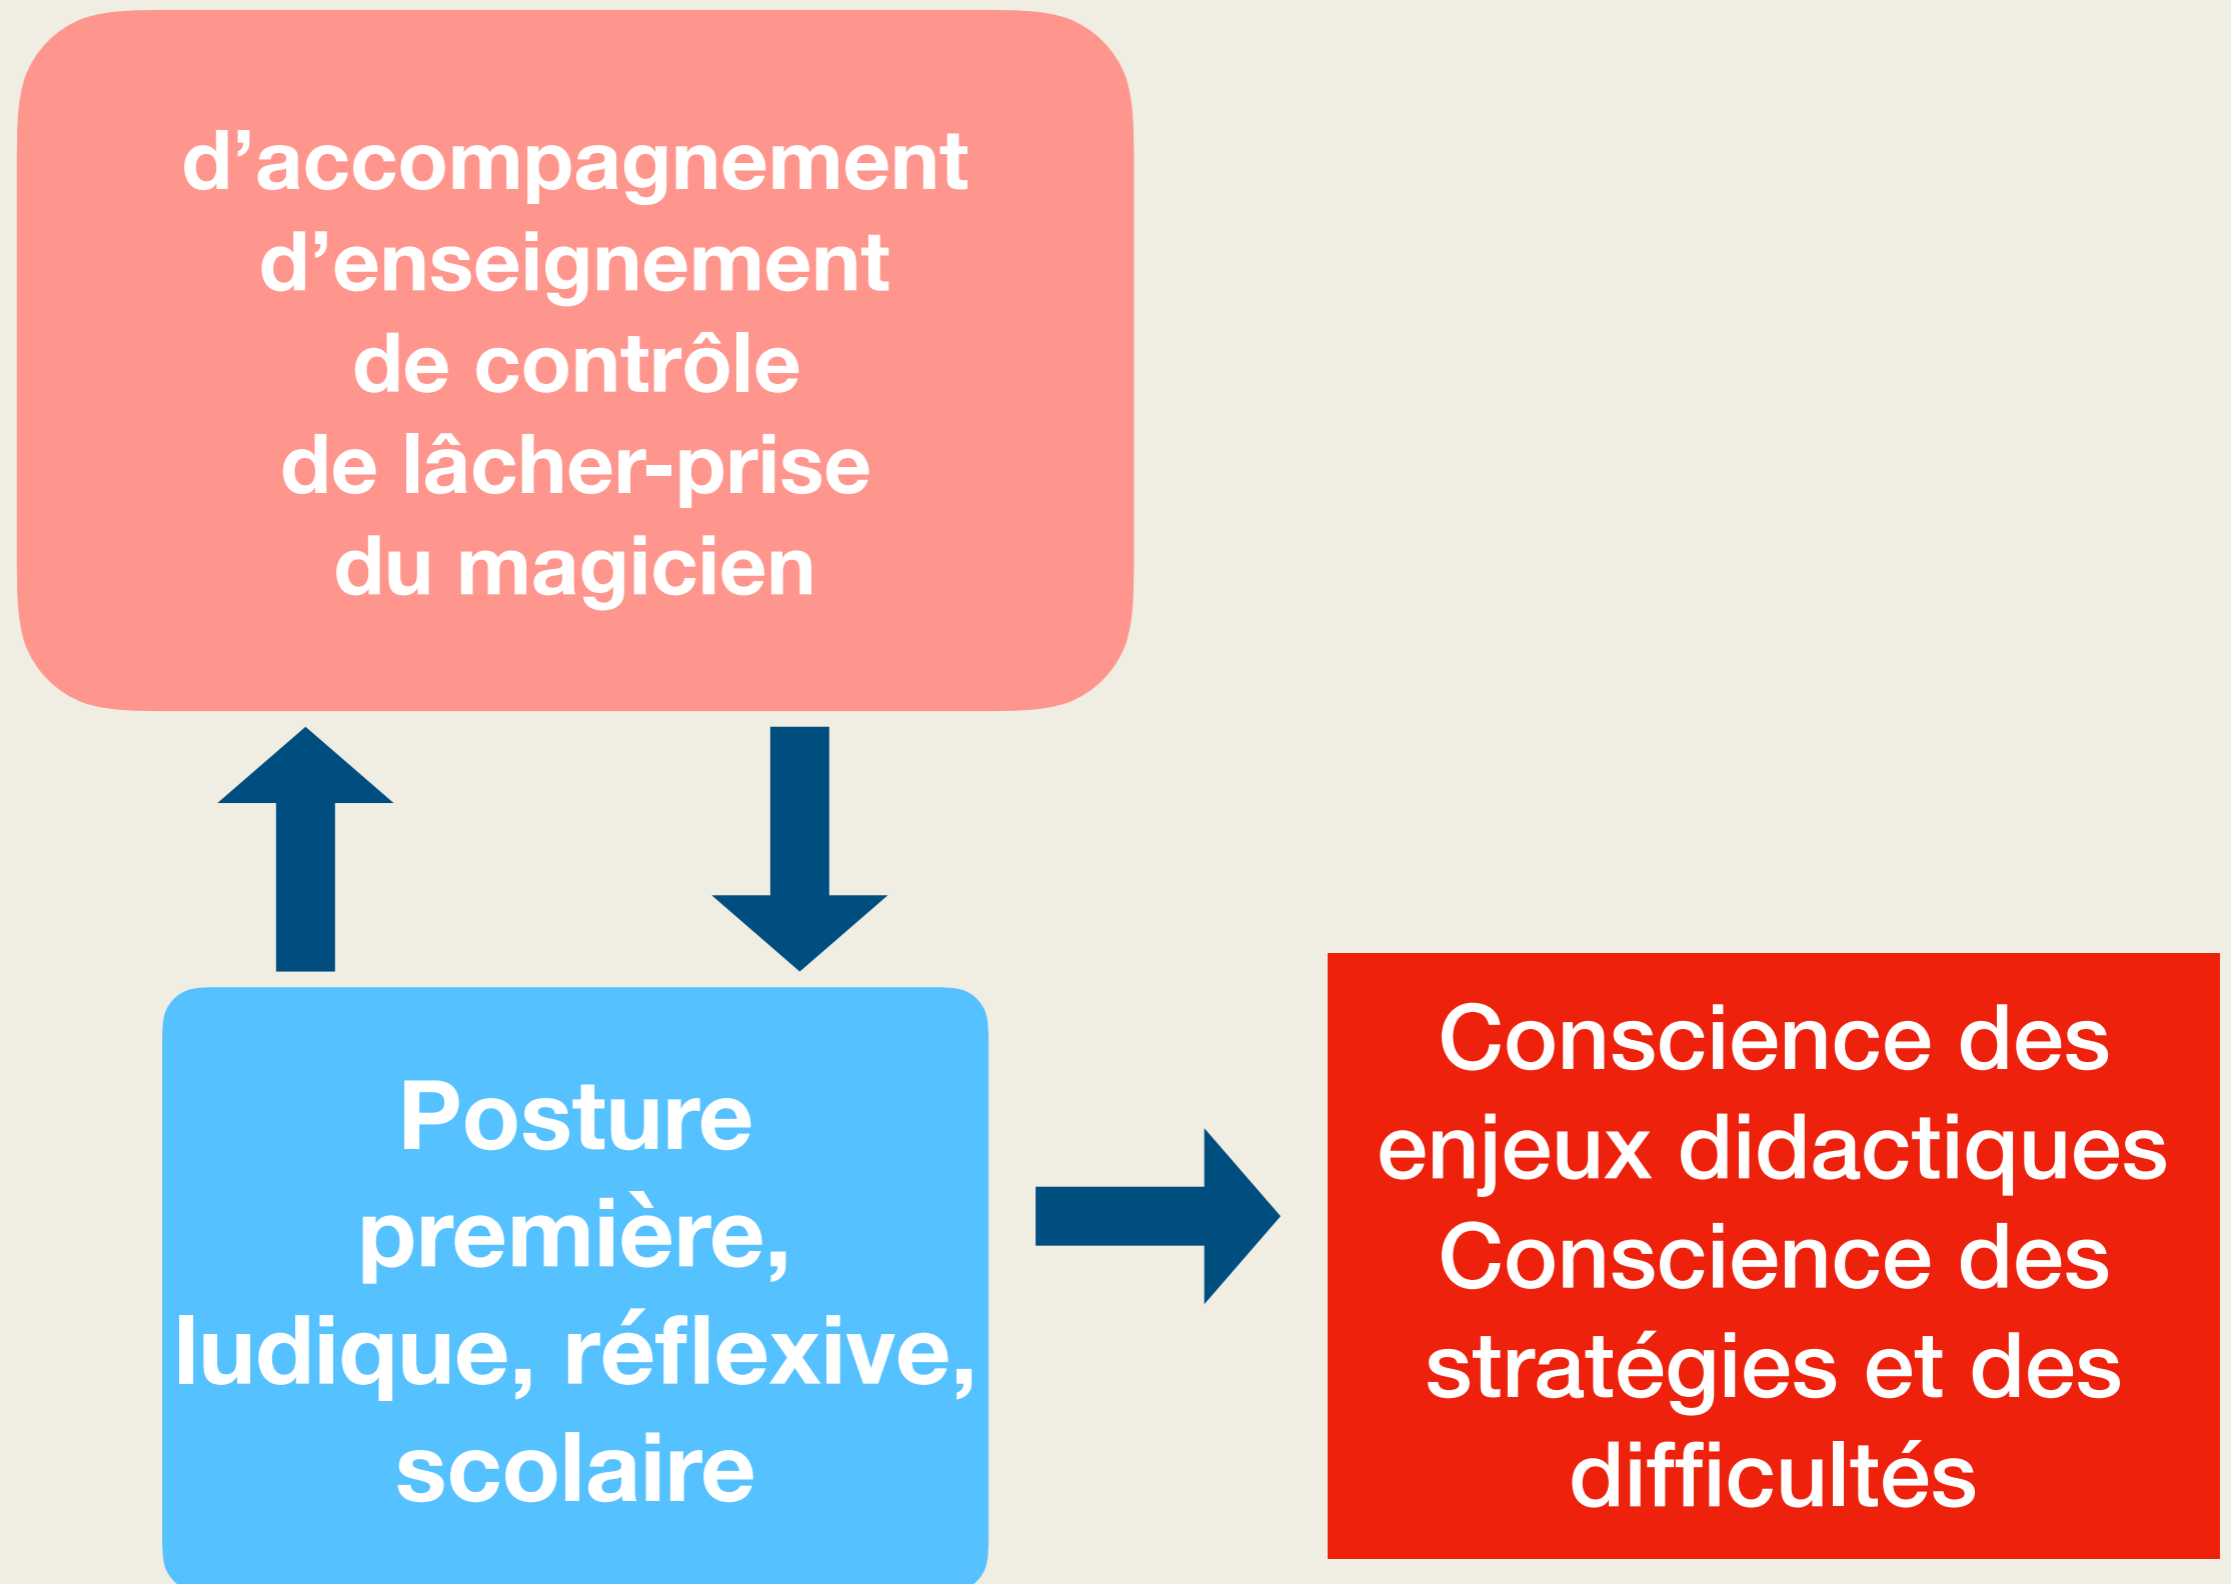 d’accompagnement
d’enseignement
de contrôle
de lâcher-prise
du magicien
Posture
première,
ludique, réflexive,
scolaire
Conscience des
enjeux didactiques
Conscience des
stratégies et des
difficultés